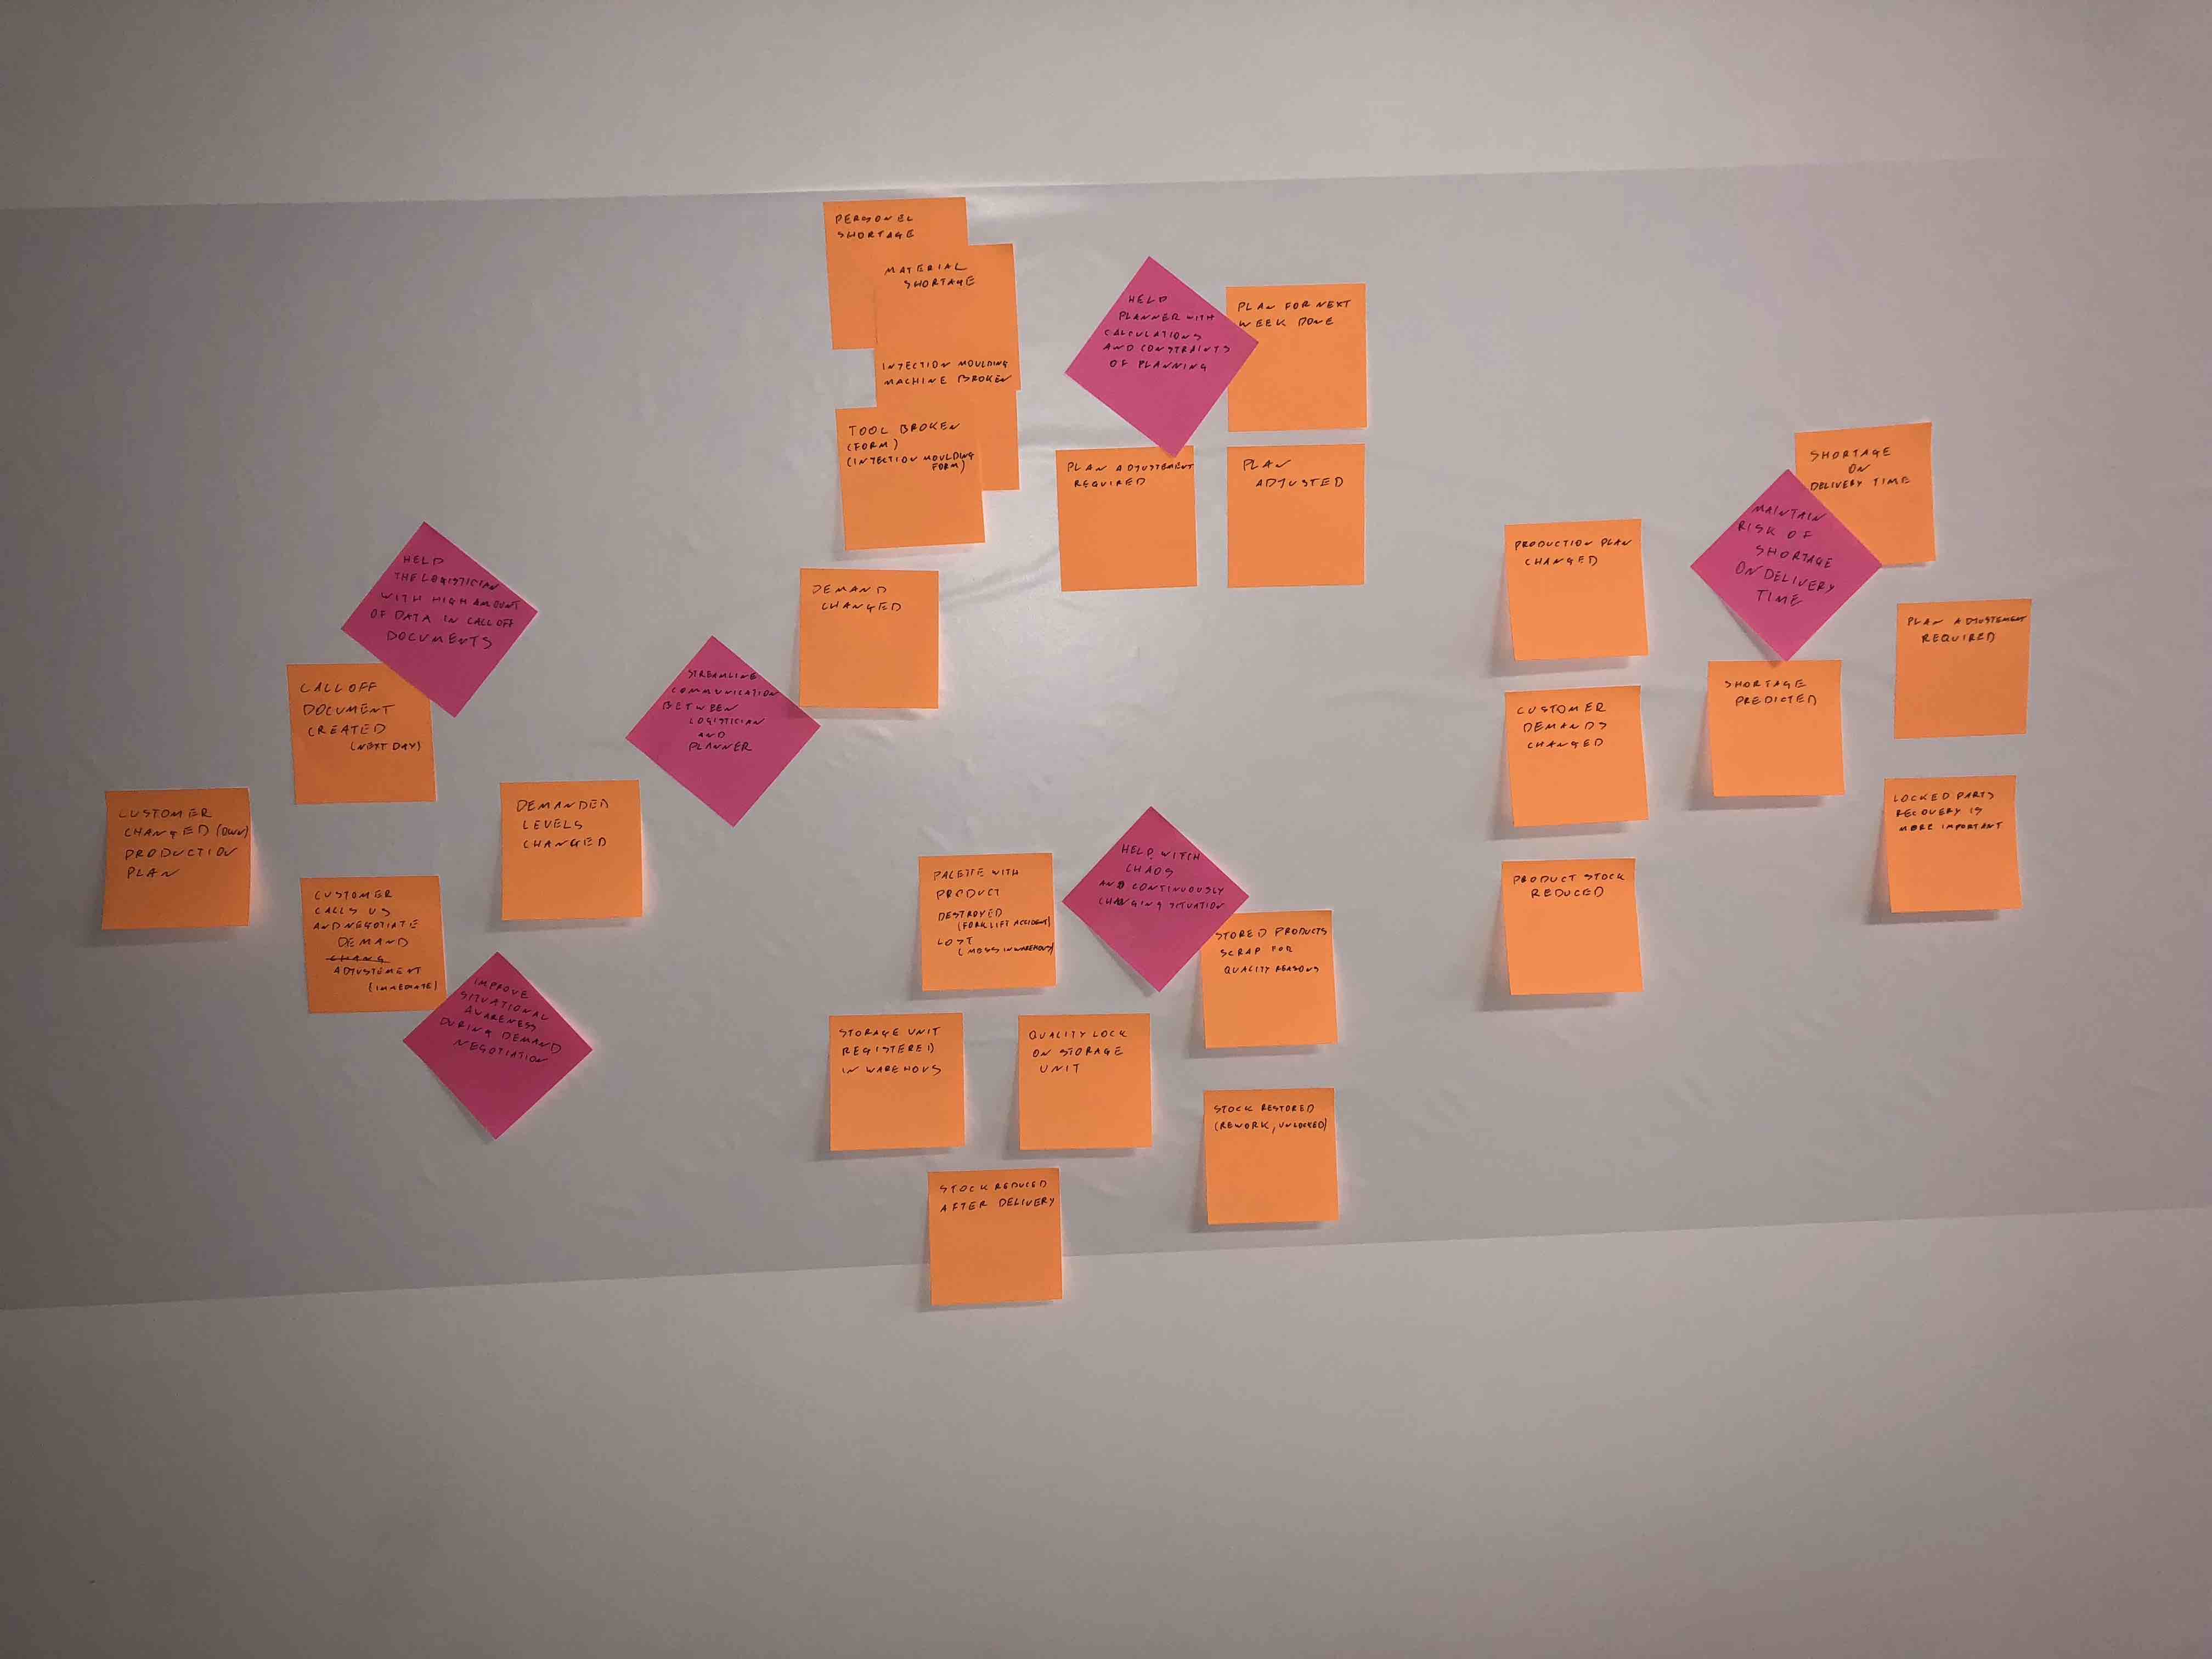 PERSONEL
SHORTAGE
MATERIAL
SHORTAGE
INJECTION MOULDING
MACHINE BROKEN
TOOL BROKEN
(FORM)
(INJECTION MOULDING
FORM)
HELP
PLANNER WITH
CALCULATIONS
AND CONSTRAINTS
OF PLANNING
PLAN FOR NEXT
WEEK DONE
PLAN ADJUSTEMENT
REQUIRED
PLAN
ADJUSTED
HELP
THE LOGISTICIAN
WITH HIGH AMOUNT
OF DATA IN CALL OFF
DOCUMENTS
CALL OFF
DOCUMENT
CREATED
(NEXT DAY)
CUSTOMER
CHANGED (OWN)
PRODUCTION
PLAN
CUSTOMER
CALLS US
AND NEGOTIATE
DEMAND
CHANG
ADJUSTEMENT
(IMMEDIATE)
IMPROVE
SITUATIONAL
AWARENESS
DURING DEMAND
NEGOTIATION
DEMANDED
LEVELS
CHANGED
STREAMLINE
COMMUNICATION
BETWEEN
LOGISTICIAN
AND
PLANNER
DEMAND
CHANGED
PALETTE WITH
PRODUCT
DESTROYED
(FORKLIFT ACCIDENT)
LOST
(MESS IN WAREHOUS)
HELP WITH
CHAOS
AND CONTINUOUSLY
CHANGING SITUATION
STORED PRODUCTS
SCRAP FOR
QUALITY REASONS
STORAGE UNIT
REGISTERED
IN WAREHOUS
QUALITY LOCK
ON STORAGE
UNIT
STOCK RESTORED
(REWORK, UNLOCKED)
STOCK REDUCED
AFTER DELIVERY
PRODUCTION PLAN
CHANGED
CUSTOMER
DEMANDS
CHANGED
PRODUCT STOCK
REDUCED
SHORTAGE
ON
DELIVERY TIME
MAINTAIN
RISK OF
SHORTAGE
ON DELIVERY
TIME
SHORTAGE
PREDICTED
PLAN ADJUSTEMENT
REQUIRED
LOCKED PARTS
RECOVERY IS
MORE IMPORTANT